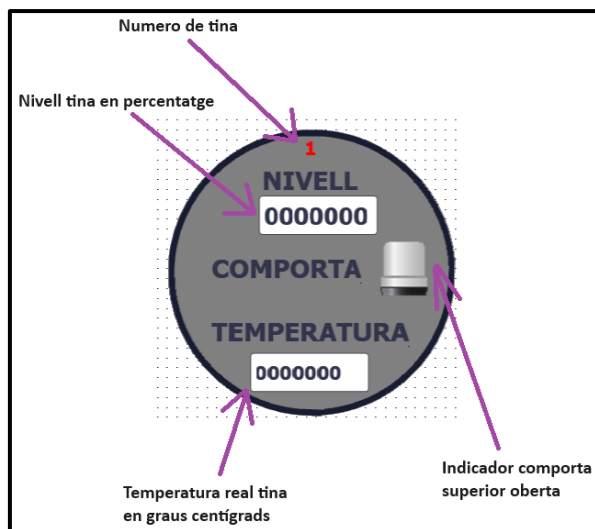 Numero de tina
Nivell tina en percentatge
1
NIVELL
0000000
COMPORTA
TEMPERATURA
0000000
Temperatura real tina
en graus centígrads
Indicador comporta
superior oberta